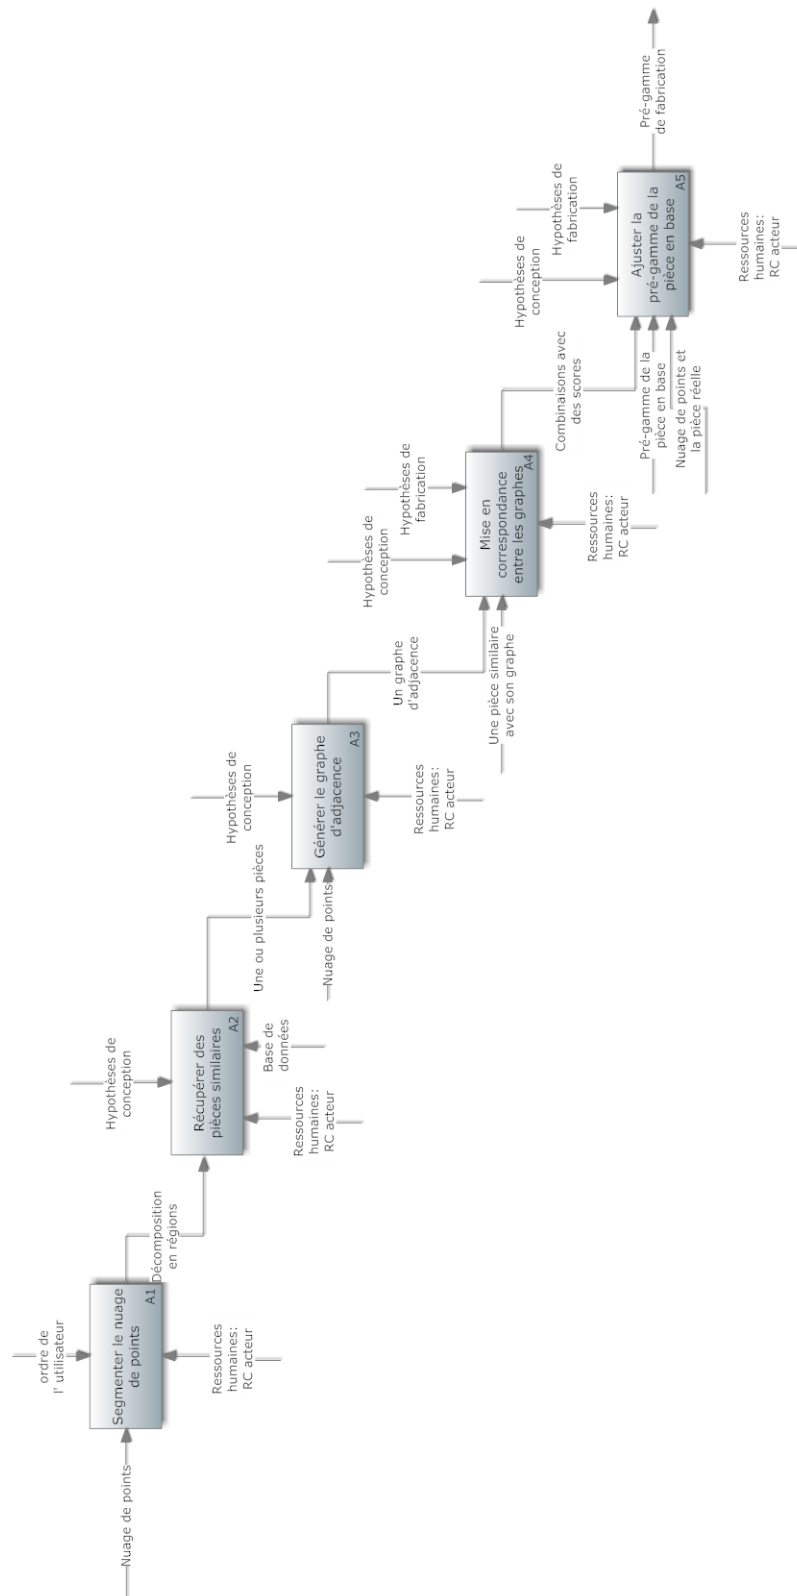 Nuage de points
ordre de
l' utilisateur
Segmenter le nuage
de points
A1
Ressources
humaines:
RC acteur
Décomposition
en régions
Hypothèses de
conception
Récupérer des
pièces similaires
A2
Ressources
humaines:
RC acteur
Base de
données
Une ou plusieurs pièces
Nuage de points
Hypothèses de
conception
Générer le graphe
d'adjacence
A3
Ressources
humaines:
RC acteur
Un graphe
d'adjacence
Une pièce similaire
avec son graphe
Hypothèses de
conception
Hypothèses de
fabrication
Mise en
correspondance
entre les graphes
A4
Ressources
humaines:
RC acteur
Combinaisons avec
des scores
Pré-gamme de la
pièce en base
Nuage de points et
la pièce réelle
Hypothèses de
conception
Hypothèses de
fabrication
Ajuster la
pré-gamme de la
pièce en base
A5
Ressources
humaines:
RC acteur
Pré-gamme
de fabrication